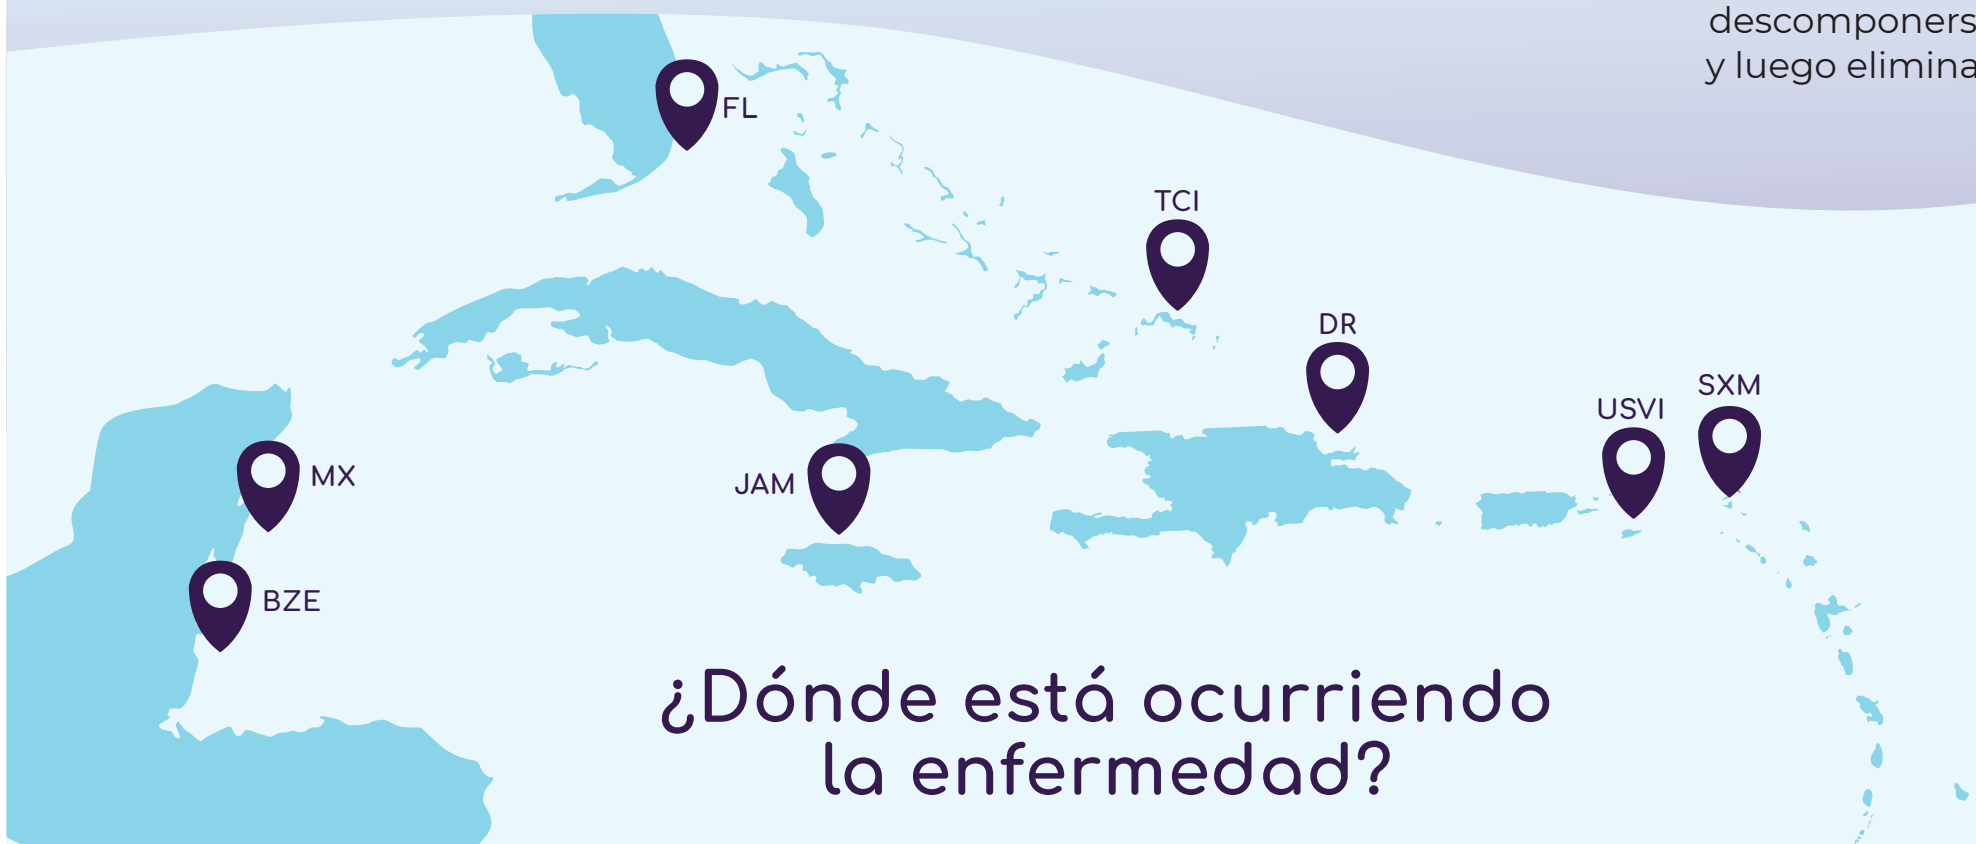 descomponers
y luego elimina
FL
TCI
DR
SXM
USVI
MX
JAM
BZE
¿Dónde está ocurriendo
la enfermedad?